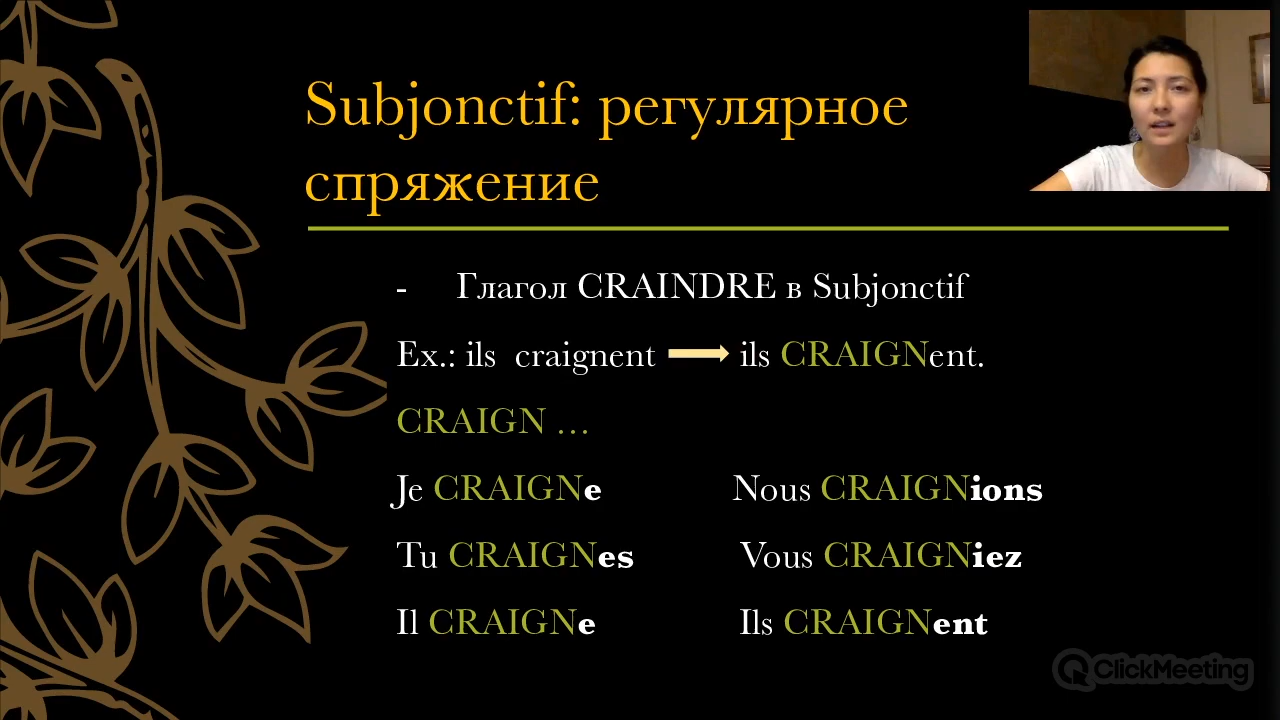 Subjonctif: регулярное
спряжение
- Глагол CRAINDRE в Subjonctif
Ex.: ils craignent ils CRAIGNent.
CRAIGN ...
Je CRAIGNe Nous CRAIGNions
Tu CRAIGNes Vous CRAIGNiez
Il CRAIGNe Ils CRAIGNent
ClickMeeting